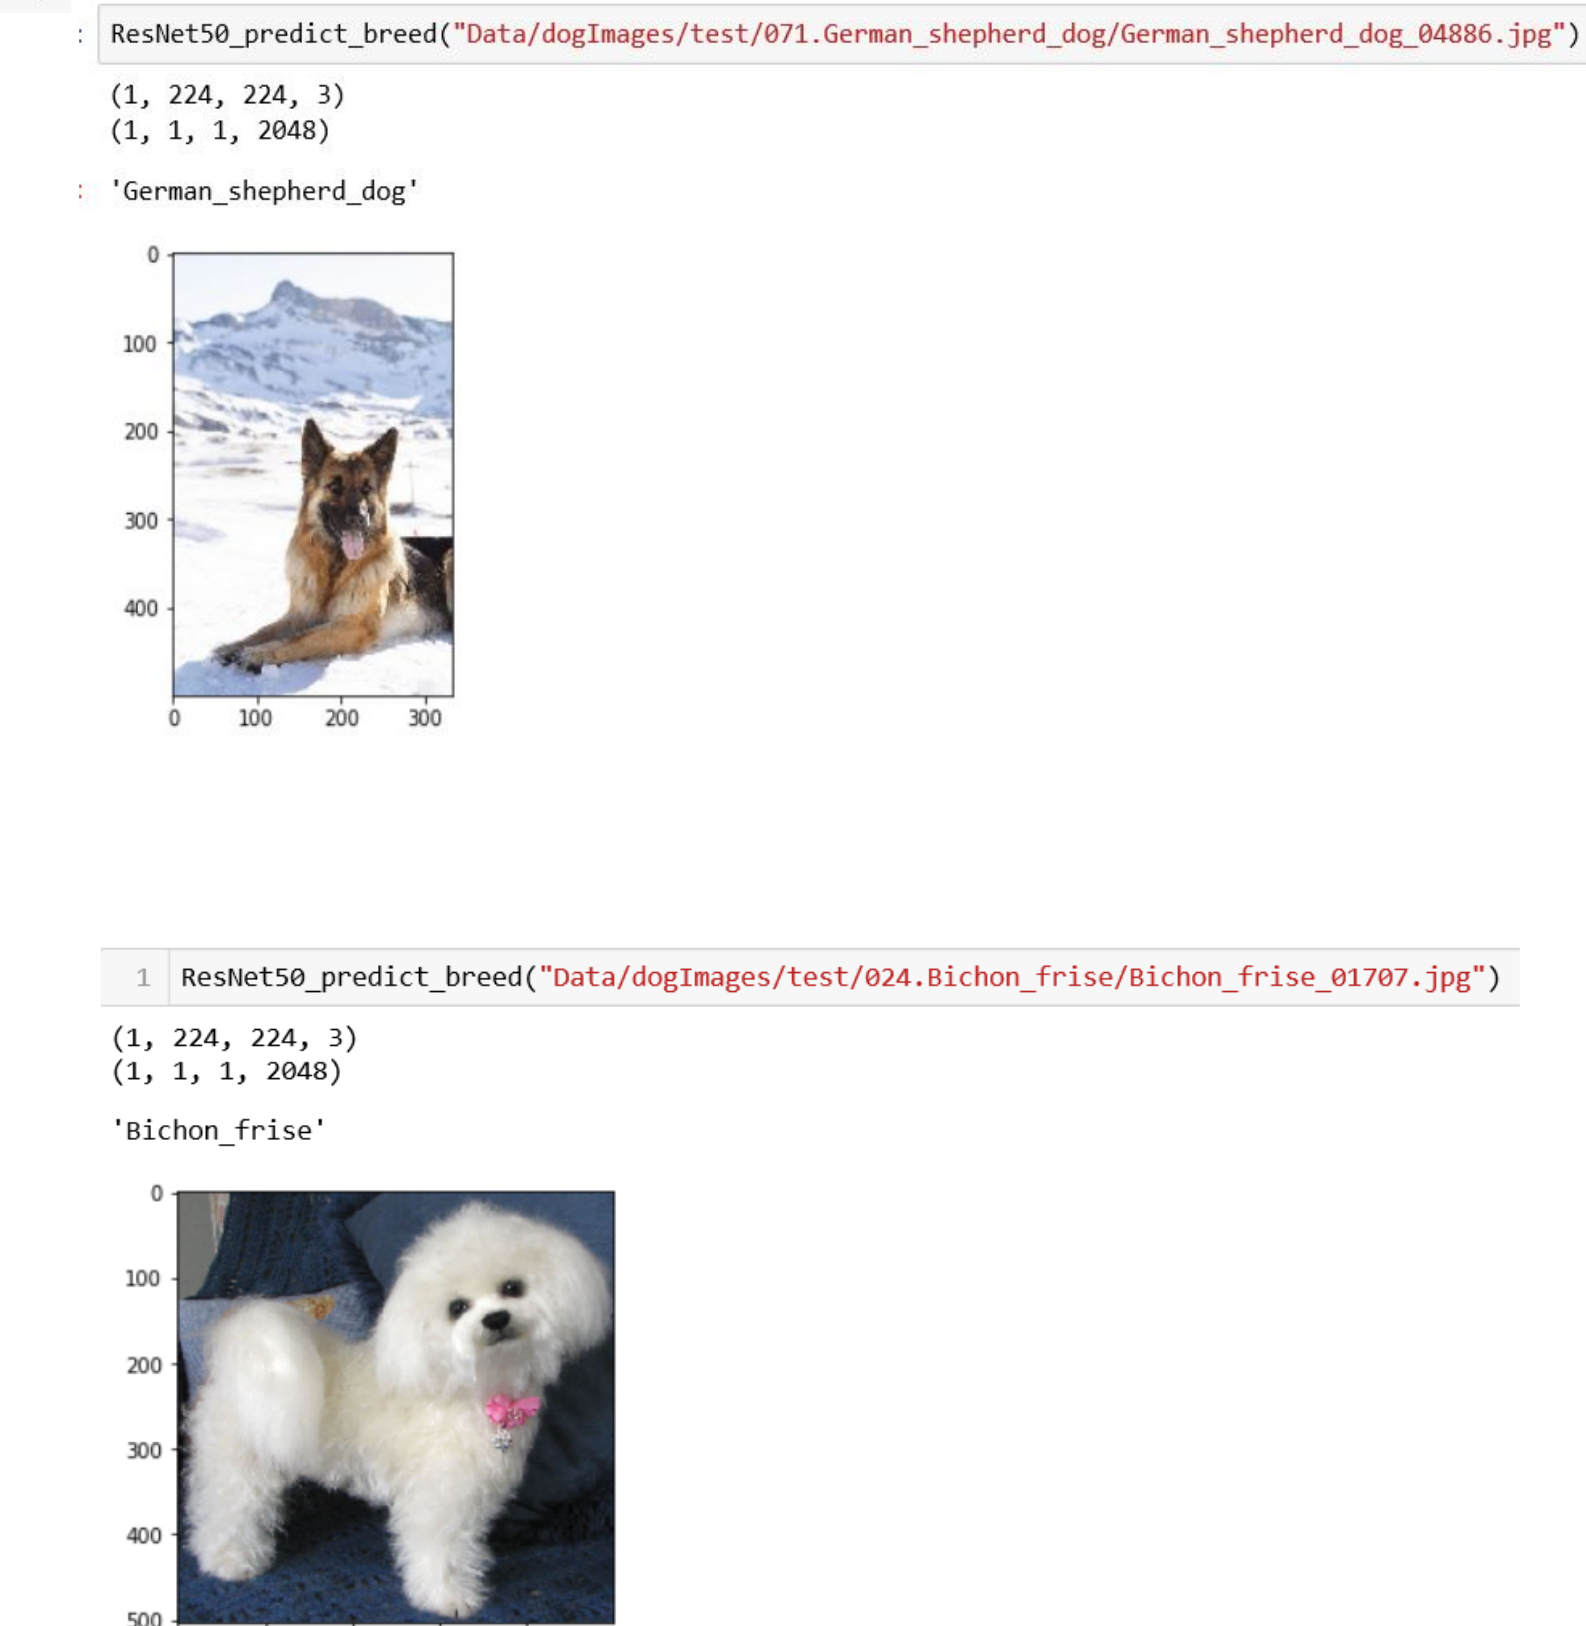 ResNet50_predict_breed("Data/dogImages/test/071.German_shepherd_dog/German_shepherd_dog_04886.jpg")
(1, 224, 224, 3)
(1, 1, 1, 2048)
'German_shepherd_dog'
0
100
200
300
400
0 100 200 300
1 ResNet50_predict_breed("Data/dogImages/test/024.Bichon_frise/Bichon_frise_01707.jpg")
(1, 224, 224, 3)
(1, 1, 1, 2048)
'Bichon_frise'
0
100
200
300
400
500